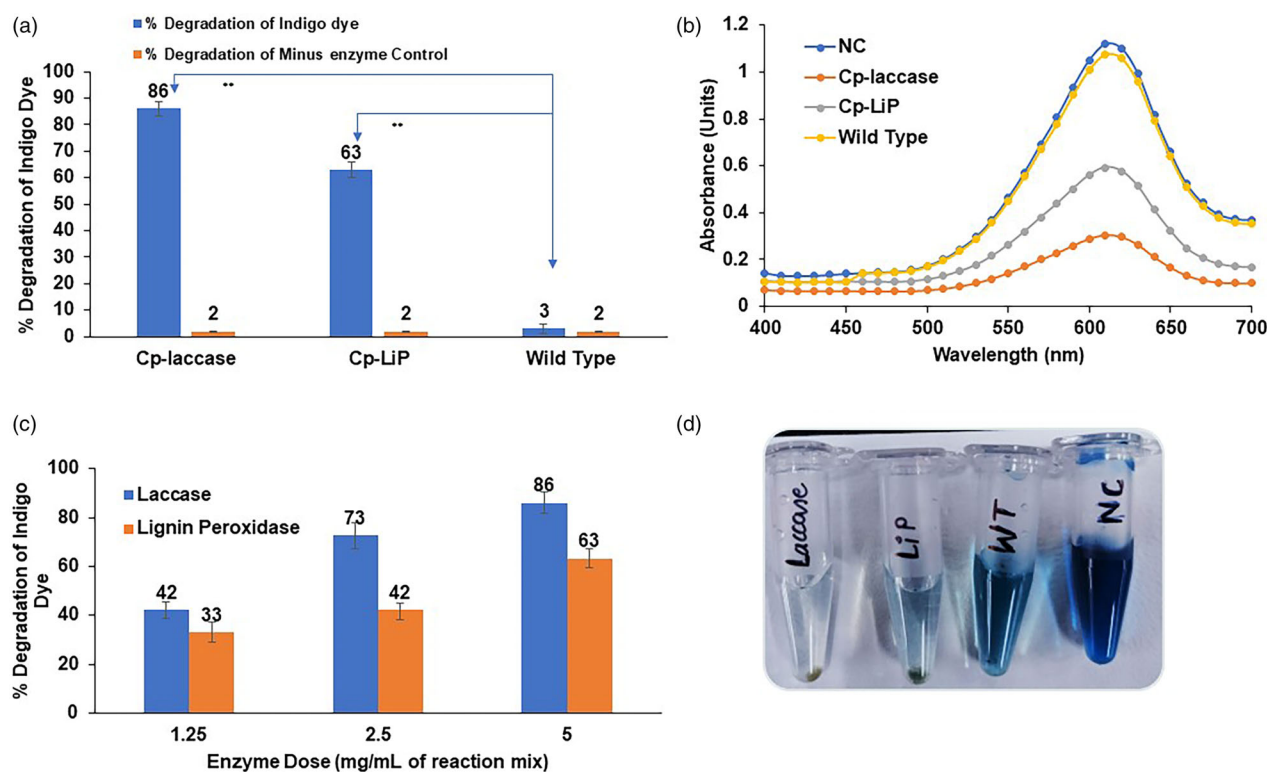 (a)
% Degradation of Indigo dye
% Degradation of Minus enzyme Control
% Degradation of Indigo Dye
100
90
80
70
60
50
40
30
20
10
0
86
**
63
**
2
2
3
2
Cp-laccase
Cp-LiP
Wild Type
(b)
NC
Cp-laccase
Cp-LiP
Wild Type
Absorbance (Units)
1.2
1
0.8
0.6
0.4
0.2
0
400
450
500
550
600
650
700
Wavelength (nm)
(c)
Laccase
Lignin Peroxidase
% Degradation of Indigo
Dye
100
80
60
40
20
0
42
33
73
42
86
63
1.25
2.5
5
Enzyme Dose (mg/mL of reaction mix)
(d)
Laccase
LiP
WT
NC